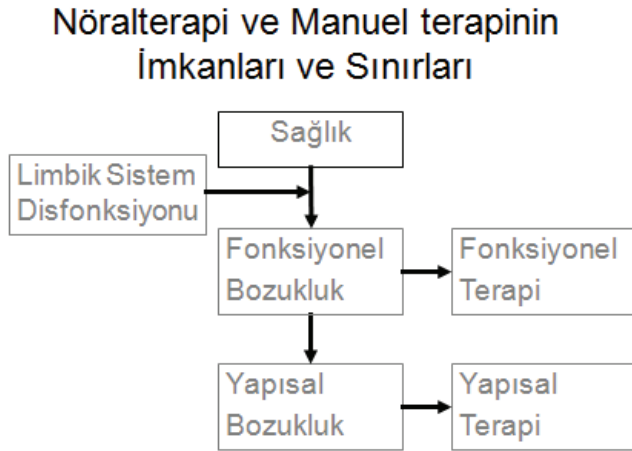 Nöralterapi ve Manuel terapinin
İmkanları ve Sınırları
Sağlık
Limbik Sistem
Disfonksiyonu
Fonksiyonel
Bozukluk
Fonksiyonel
Terapi
Yapısal
Bozukluk
Yapısal
Terapi